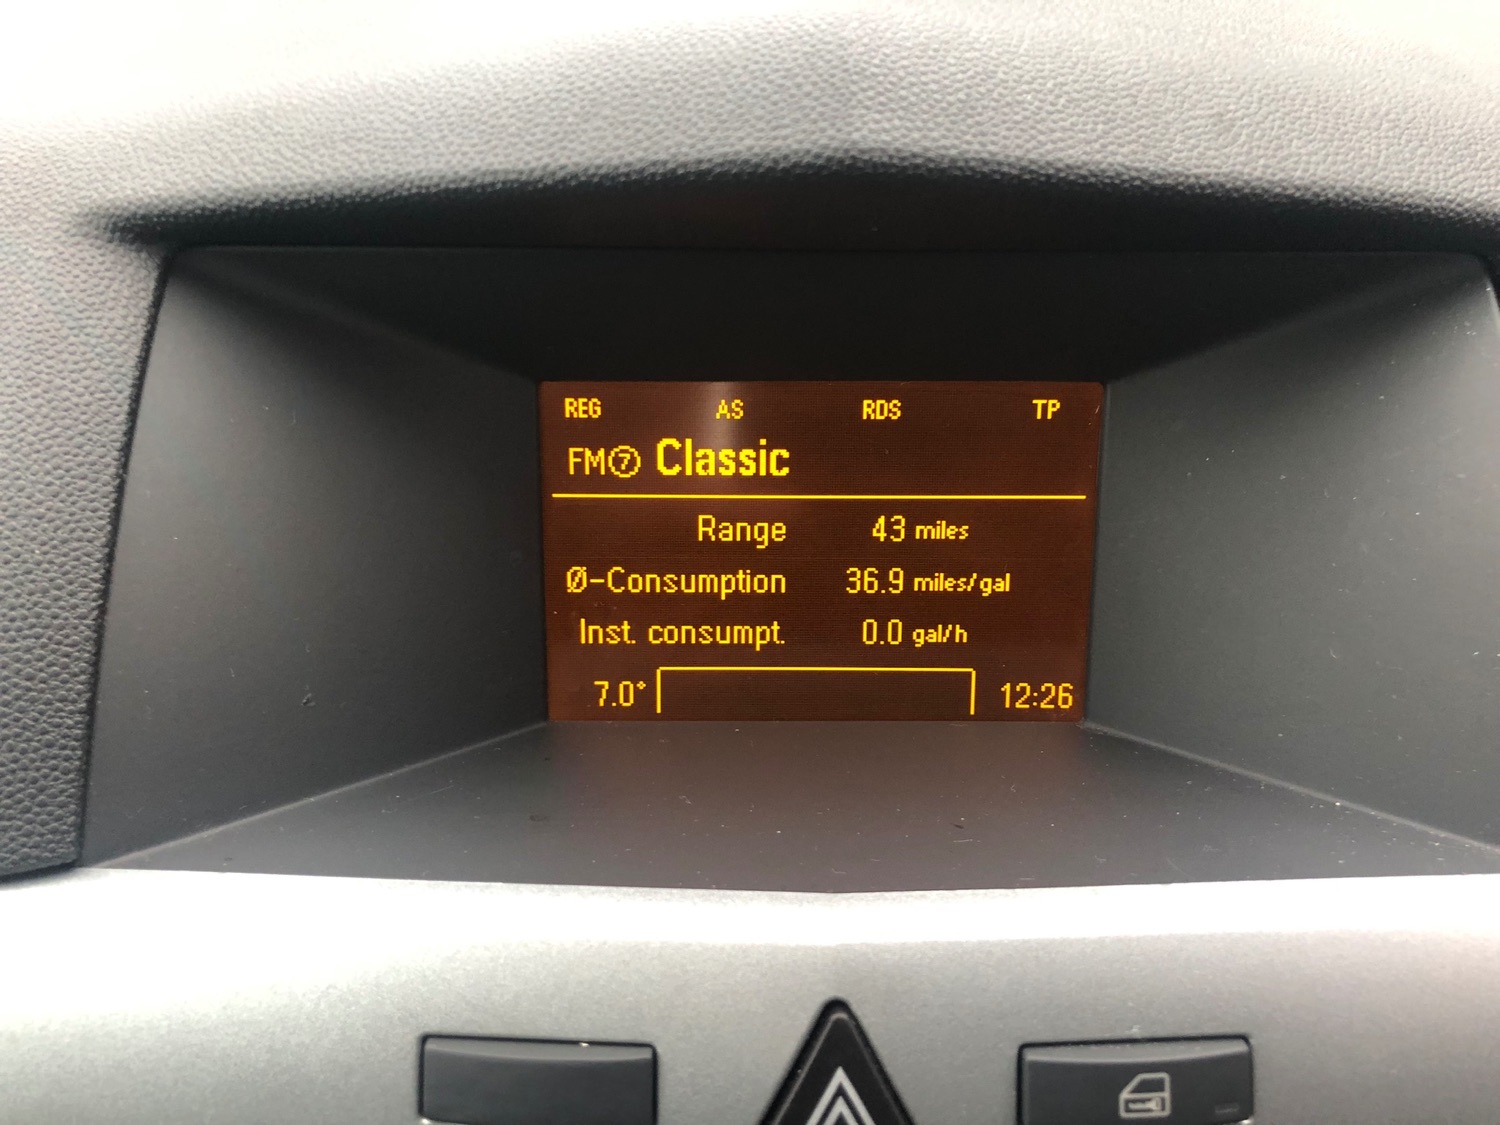 REG AS RDS TP
FM⑦ Classic
Range 43 miles
Ø-Consumption 36.9 miles/gal
Inst. consumpt. 0.0 gal/h
7.0° 12:26